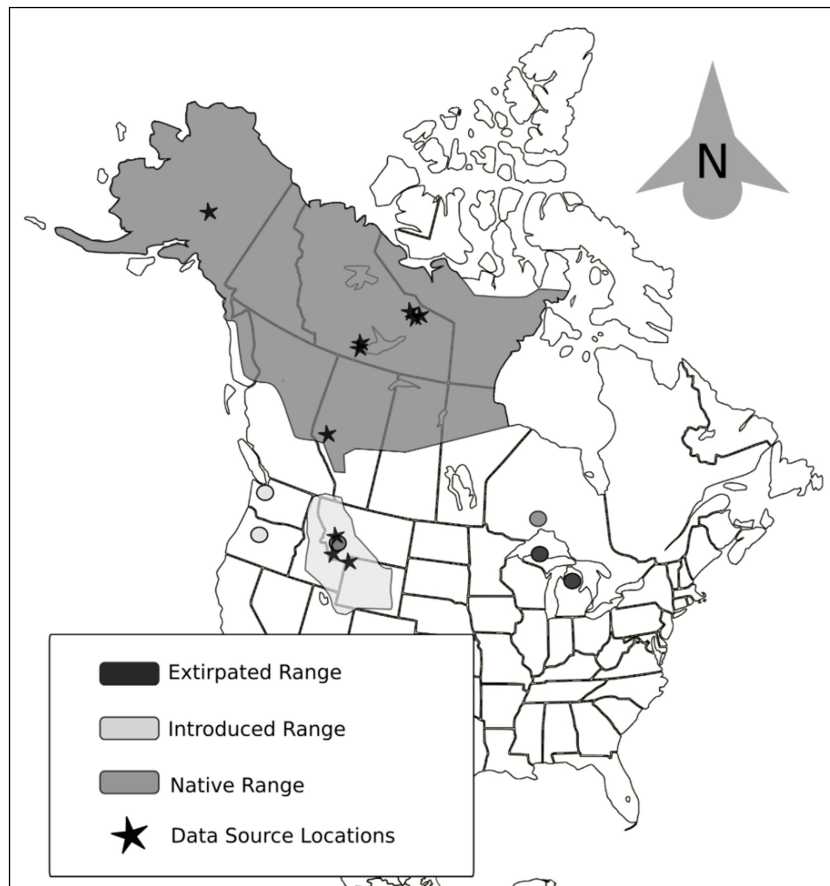 N
Extirpated Range
Introduced Range
Native Range
Data Source Locations